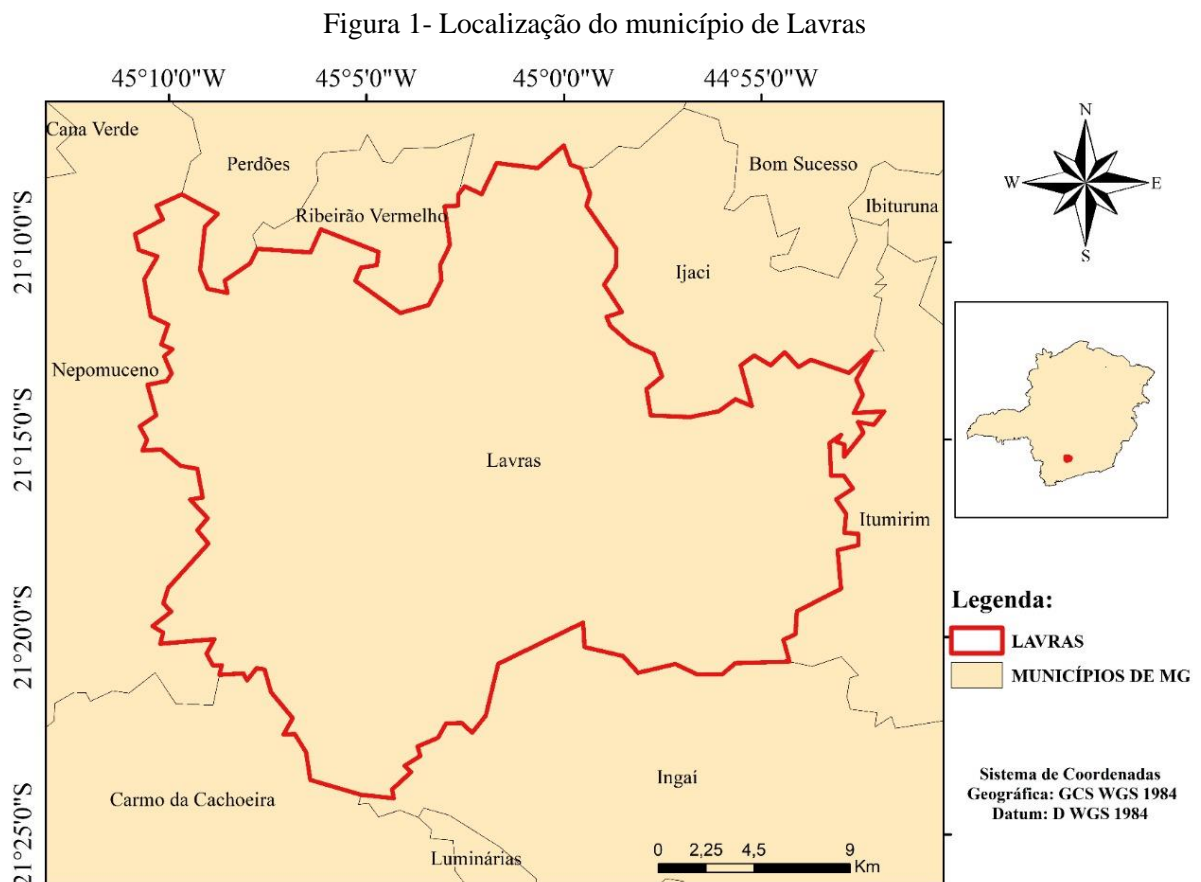 Figura 1- Localização do município de Lavras
45°10'0"W 45°5'0"W 45°0'0"W 44°55'0"W
Cana Verde
Perdões
Bom Sucesso
Ribeirão Vermelho
Ibituruna
21°10'0"S
Ijaci
Nepomuceno
21°15'0"S
Lavras
Itumirim
21°20'0"S
Ingaí
Carmo da Cachoeira
21°25'0"S
Luminárias
0 2,25 4,5 9
Km
N
W E
S
Legenda:
LAVRAS
MUNICÍPIOS DE MG
Sistema de Coordenadas
Geográfica: GCS WGS 1984
Datum: D WGS 1984